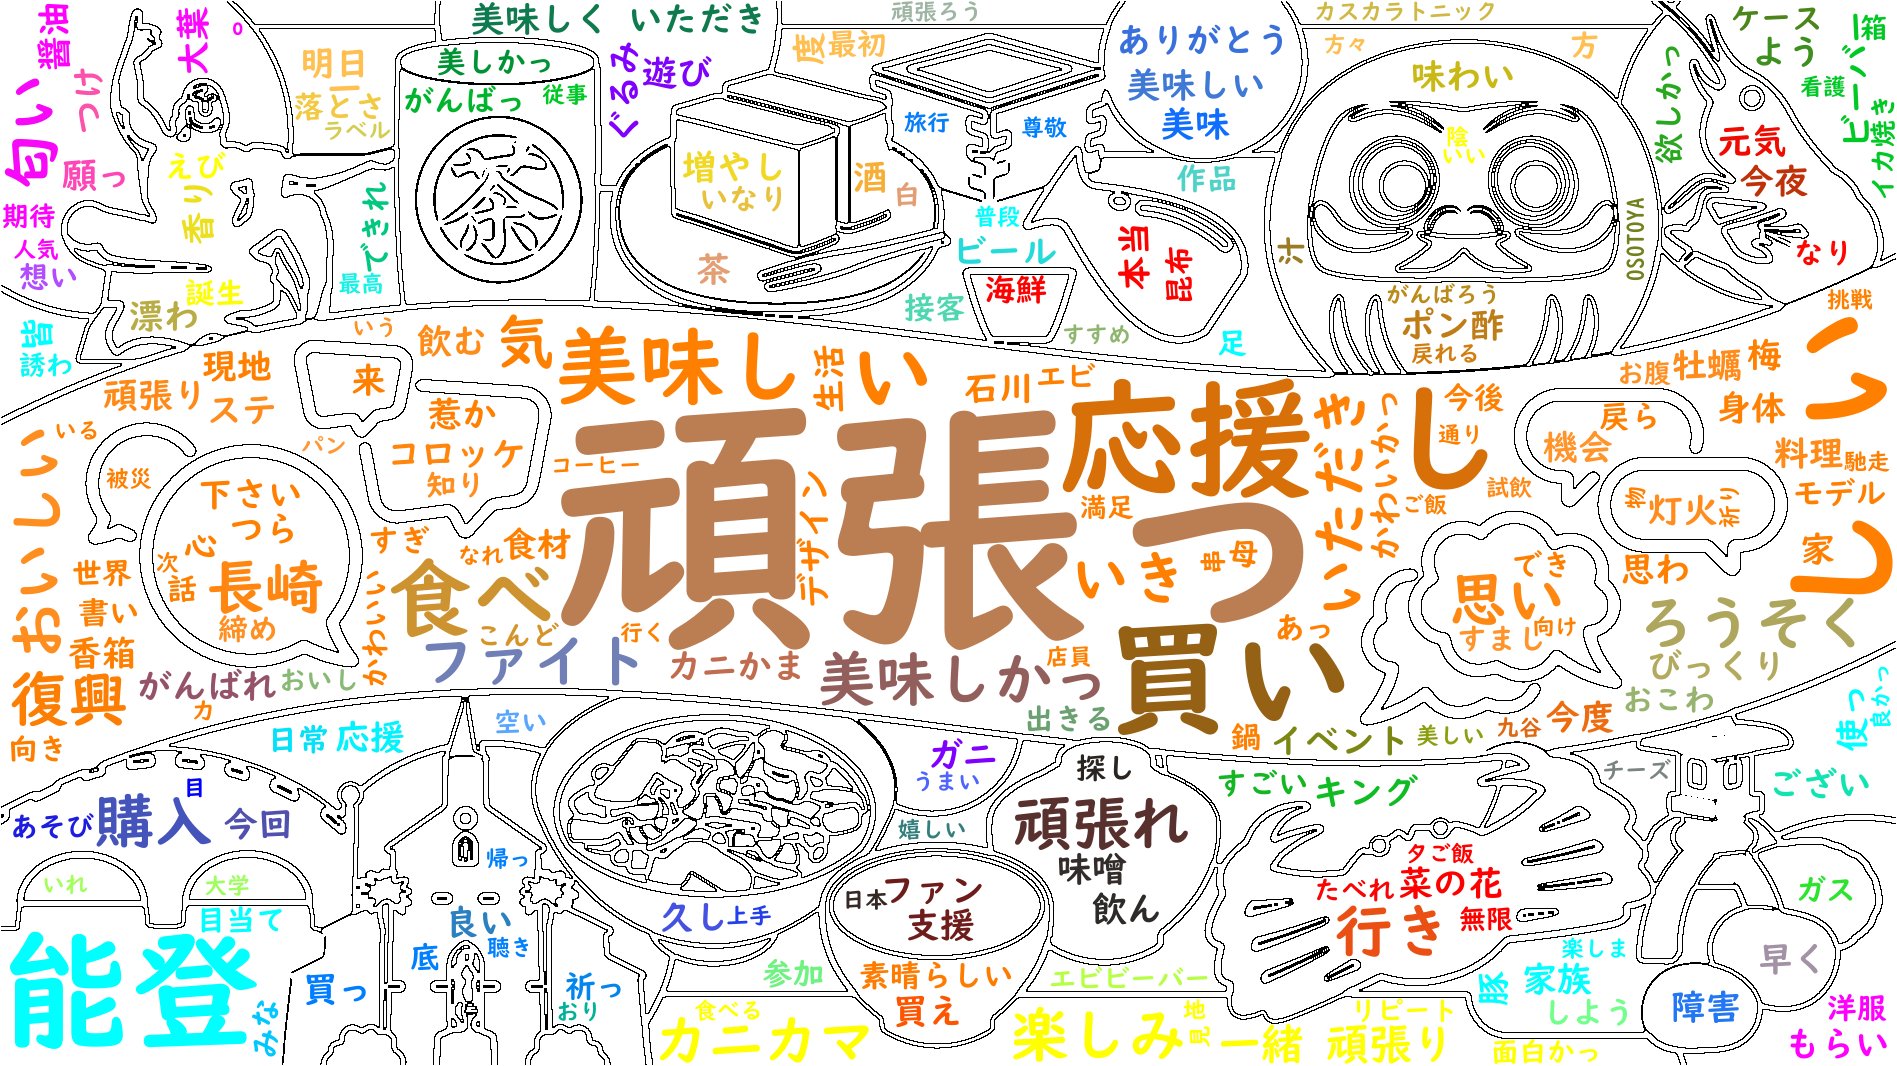 醤油
大葉
。
美味しく いただき
頑張ろう
カスカラトニック
ケース
よう
一箱
ビーバー
匂い
つけ
明日
落とさ
ラベル
美しかっ
がんばっ
従事
ぐるみ
遊び
度
最初
ありがとう
美味しい
美味
方々
方
味わい
欲しかっ
看護
イカ焼き
願っ
えび
香り
茶
増やし
いなり
酒
白
旅行
尊敬
作品
陰
いい
元気
今夜
期待
人気
想い
できれ
最高
茶
普段
ビール
海鮮
本当
昆布
汁
OSOTOYA
なり
漂わ
誕生
接客
すすめ
足
がんばろう
ポン酢
戻れる
挑戦
皆
誘わ
現地
頑張り
ステ
いう
飲む
気
美味しい
生活
石川
エビ
応援
し
いただき
かわいかっ
今後
通り
お腹
牡蠣
梅
身体
いい
来
惹か
コロッケ
知り
パン
コーヒー
頑張っ
満足
ご飯
試飲
戻ら
機会
料理
馳走
モデル
灯火
物
祈り
おいしい
いる
被災
下さい
つら
心
次
話
長崎
締め
すぎ
なれ
食材
デザイン
いき
串
母
でき
思い
すまし
向け
思わ
家
し
世界
書い
香箱
復興
がんばれ
カ
おいし
かわいい
食べ
こんど
ファイト
行く
カニかま
美味しかっ
店員
買い
あっ
ろうそく
びっくり
おこわ
向き
日常
応援
空い
出きる
鍋
イベント
美しい
九谷
今度
使っ
良かっ
目
あそび
購入
今回
ガニ
うまい
探し
頑張れ
味噌
飲ん
すごい
キング
チーズ
ござい
いれ
大学
帰っ
嬉しい
日本
ファン
支援
夕ご飯
たべれ
菜の花
行き
無限
ガス
目当て
能登
みな
良い
底
聴き
久し
上手
買っ
祈っ
おり
参加
素晴らしい
買え
エビビーバー
楽しま
家族
豚
しよう
早く
障害
洋服
もらい
食べる
カニカマ
楽しみ
地
見
一緒
リピート
頑張り
面白かっ